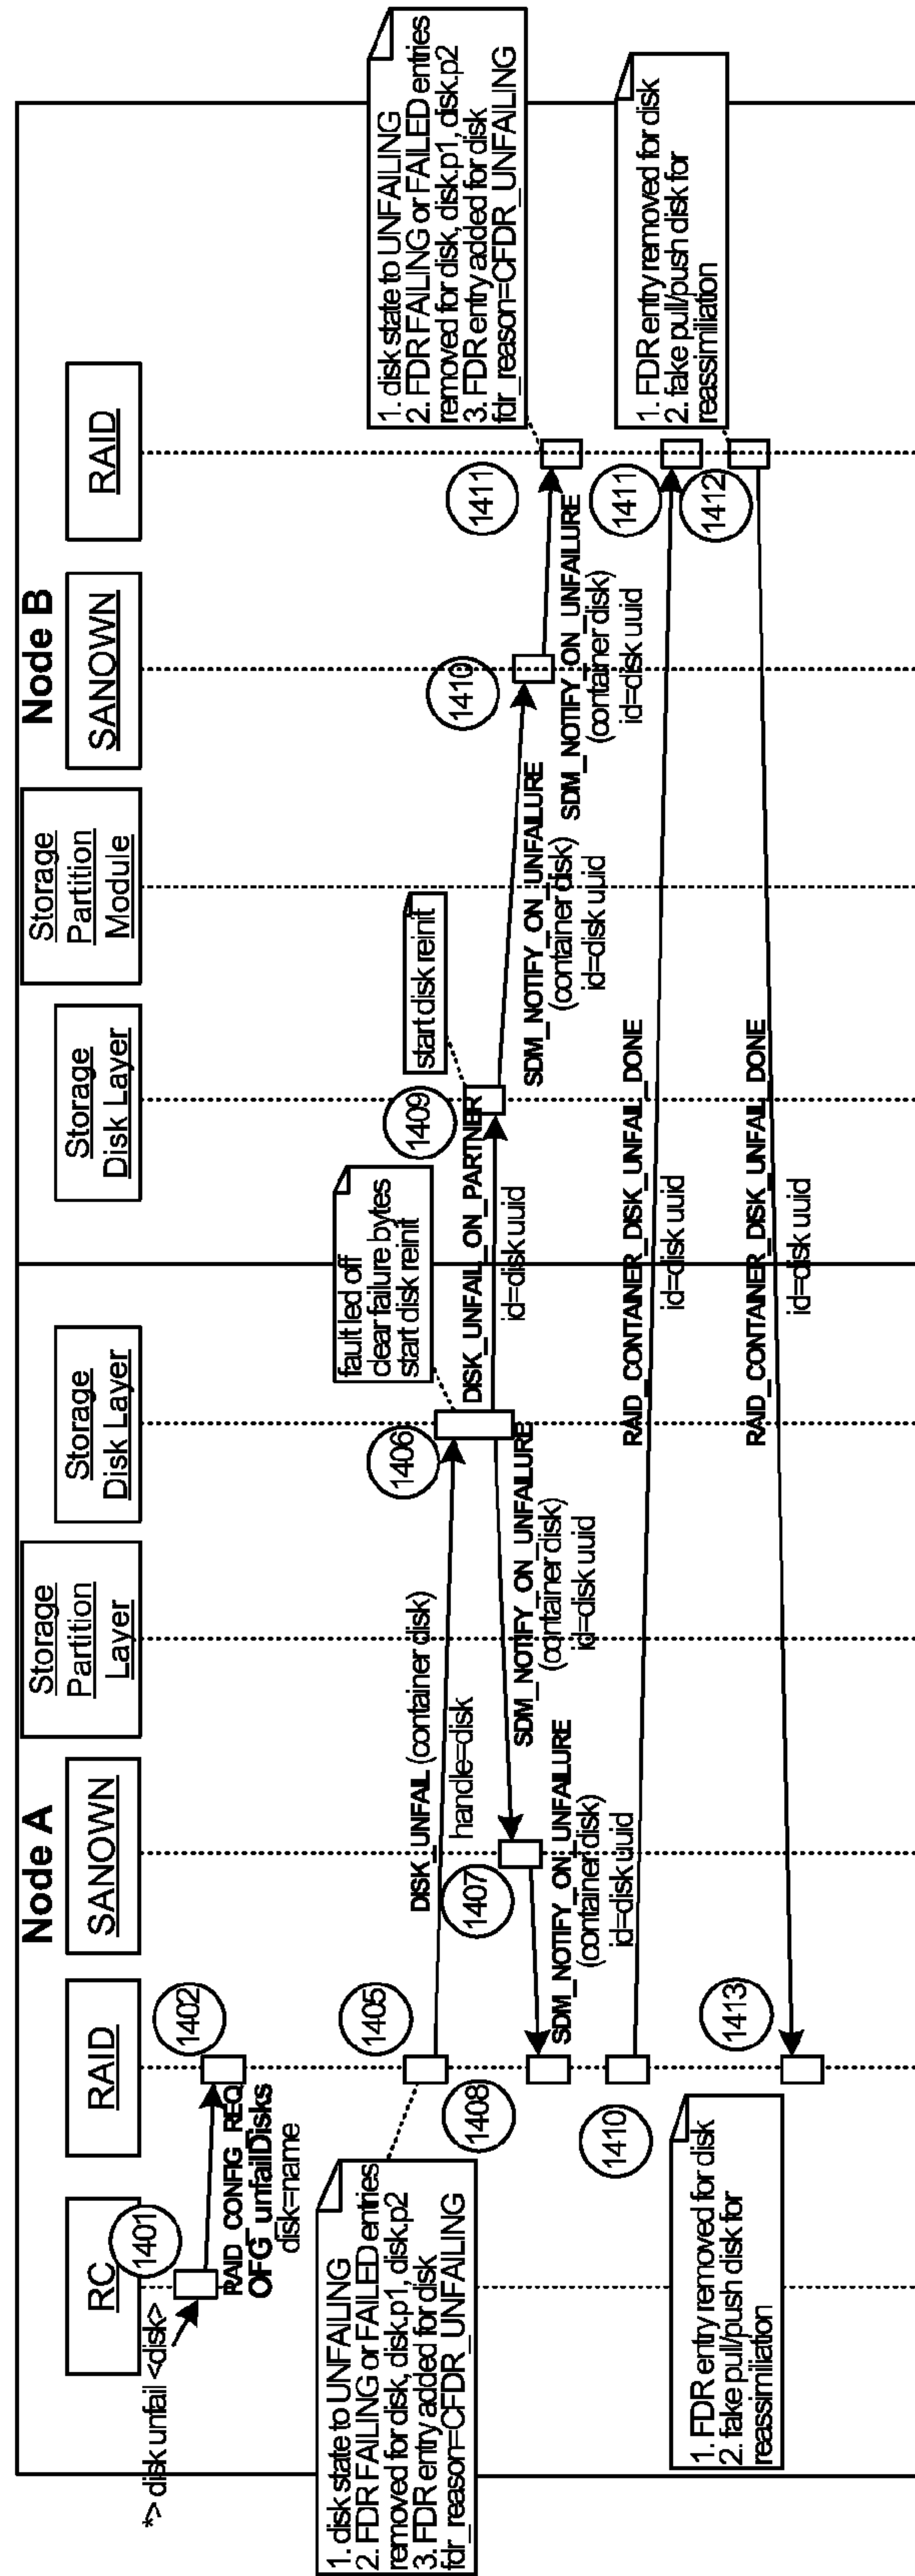 Node A
Node B
RC
RAID
SANOWN
Storage
Partition
Layer
Storage
Disk Layer
Storage
Disk Layer
Storage
Partition
Module
SANOWN
RAID
*> disk unfail <disk>
1401
RAID_CONFIG_REQ
OFG_unfailDisks
disk=name
1402
1. disk state to UNFAILING
2. FDR FAILING or FAILED entries
removed for disk, disk.p1, disk.p2
3. FDR entry added for disk
fdr_reason=CFDR_UNFAILING
1405
DISK_UNFAIL (container disk)
handle=disk
1406
fault led off
clear failure bytes
start disk reinit
DISK_UNFAIL_ON_PARTNER
id=disk uuid
1409
start disk reinit
SDM_NOTIFY_ON_UNFAILURE
(container disk)
id=disk uuid
1407
SDM_NOTIFY_ON_UNFAILURE
(container disk)
id=disk uuid
1408
SDM_NOTIFY_ON_UNFAILURE
(container disk)
id=disk uuid
1410
SDM_NOTIFY_ON_UNFAILURE
(container disk)
id=disk uuid
1411
1. disk state to UNFAILING
2. FDR FAILING or FAILED entries
removed for disk, disk.p1, disk.p2
3. FDR entry added for disk
fdr_reason=CFDR_UNFAILING
1410
RAID_CONTAINER_DISK_UNFAIL_DONE
id=disk uuid
1411
1412
1. FDR entry removed for disk
2. fake pull/push disk for
reassimiliation
RAID_CONTAINER_DISK_UNFAIL_DONE
id=disk uuid
1413
1. FDR entry removed for disk
2. fake pull/push disk for
reassimiliation